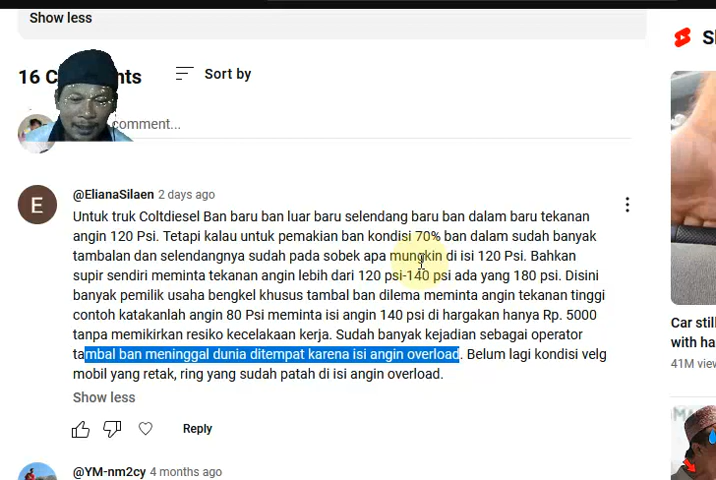 Show less
16 C nts
Sort by
comment...
@ElianaSilaen 2 days ago
Untuk truk Coltdiesel Ban baru ban luar baru selendang baru ban dalam baru tekanan
angin 120 Psi. Tetapi kalau untuk pemakian ban kondisi 70% ban dalam sudah banyak
tambalan dan selendangnya sudah pada sobek apa mungkin di isi 120 Psi. Bahkan
supir sendiri meminta tekanan angin lebih dari 120 psi-140 psi ada yang 180 psi. Disini
banyak pemilik usaha bengkel khusus tambal ban dilema meminta angin tekanan tinggi
contoh katakanlah angin 80 Psi meminta isi angin 140 psi di hargakan hanya Rp. 5000
tanpa memikirkan resiko kecelakaan kerja. Sudah banyak kejadian sebagai operator
tambal ban meninggal dunia ditempat karena isi angin overload. Belum lagi kondisi velg
mobil yang retak, ring yang sudah patah di isi angin overload.
Show less
Reply
@YM-nm2cy 4 months ago
E
Car still
with ha
41M view